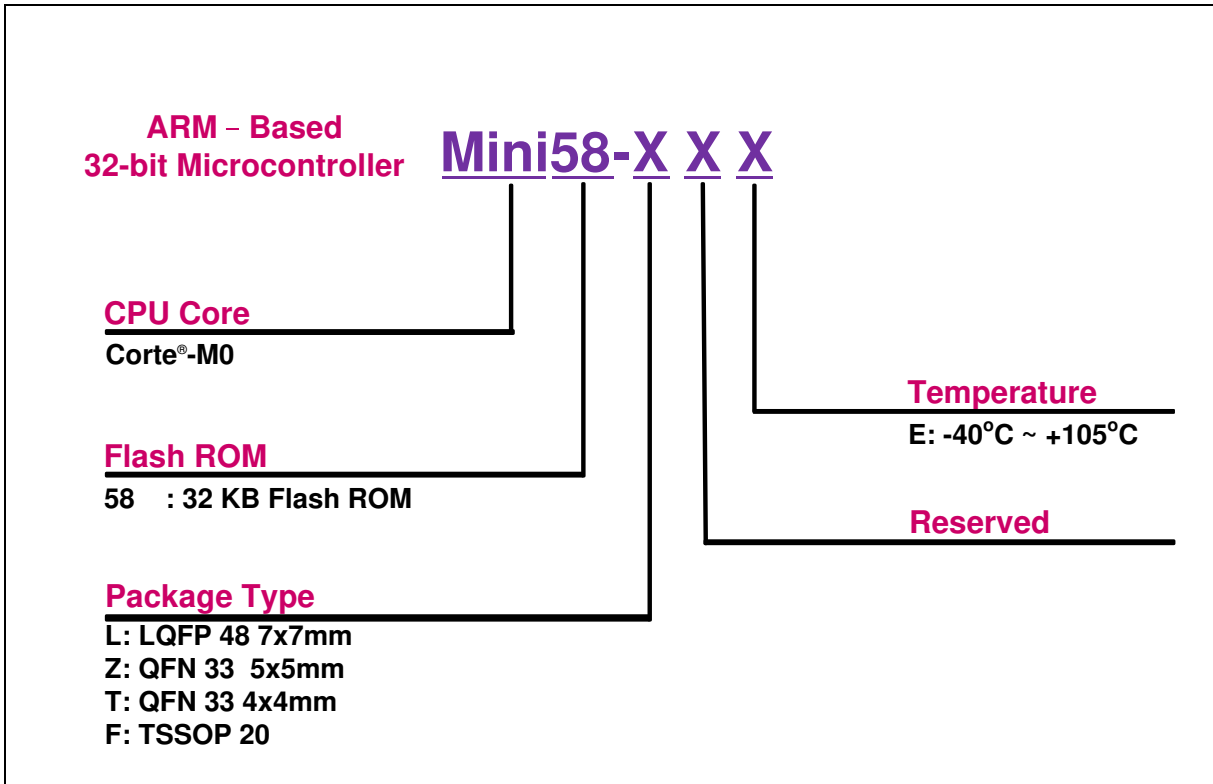 ARM – Based
32-bit Microcontroller
Mini58-X X X
CPU Core
Corte®-M0
Temperature
E: -40°C ~ +105°C
Flash ROM
58 : 32 KB Flash ROM
Reserved
Package Type
L: LQFP 48 7x7mm
Z: QFN 33 5x5mm
T: QFN 33 4x4mm
F: TSSOP 20